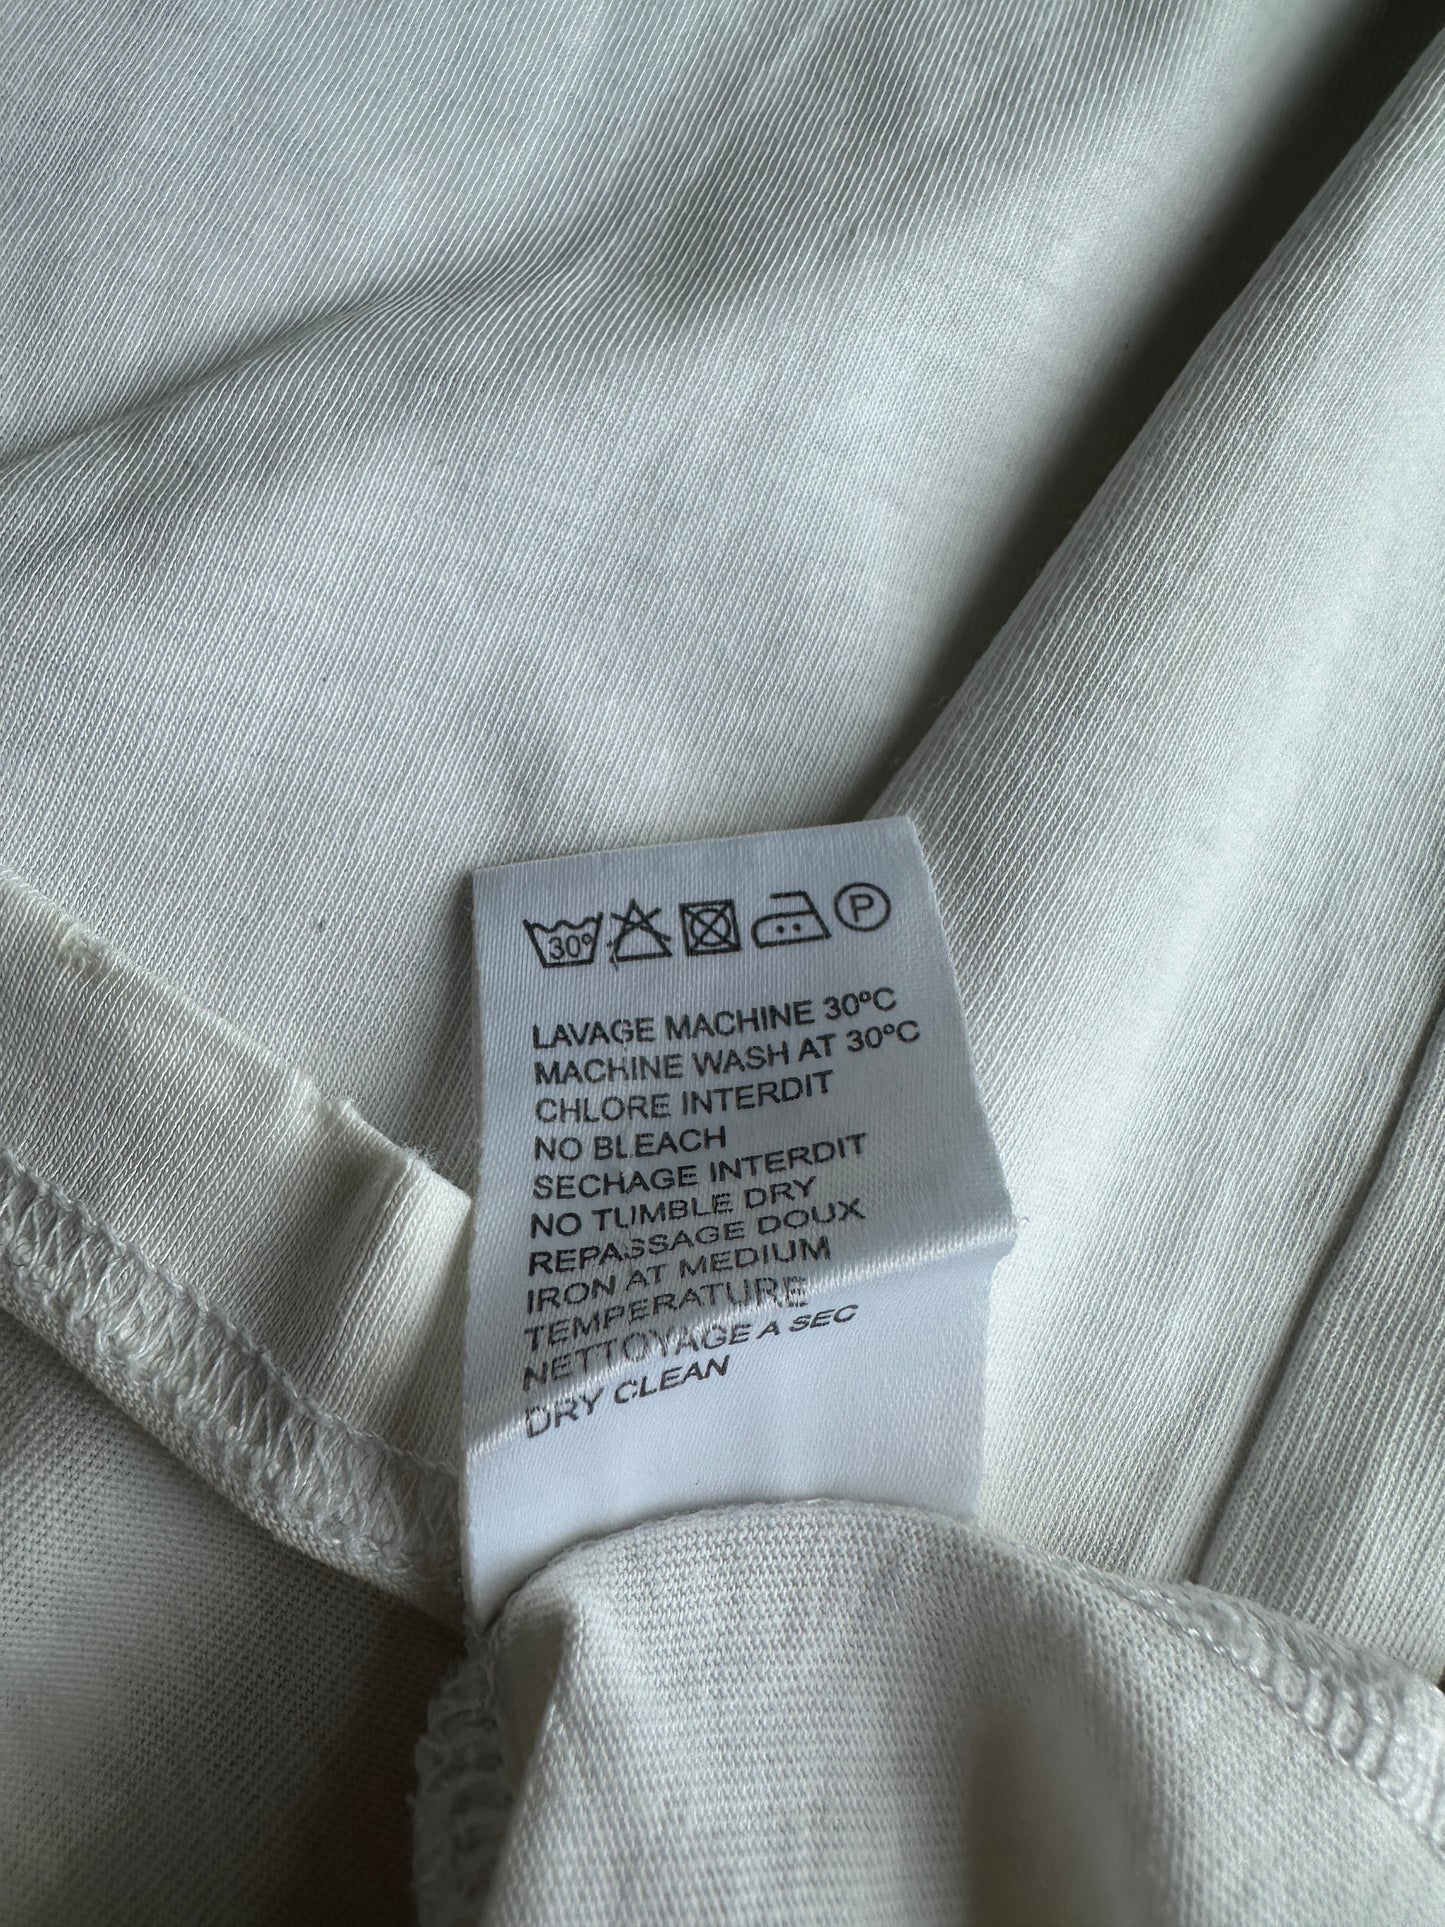 30° P
LAVAGE MACHINE 30°C
MACHINE WASH AT 30°C
CHLORE INTERDIT
NO BLEACH
SECHAGE INTERDIT
NO TUMBLE DRY
REPASSAGE DOUX
IRON AT MEDIUM
TEMPERATURE
NETTOYAGE A SEC
DRY CLEAN